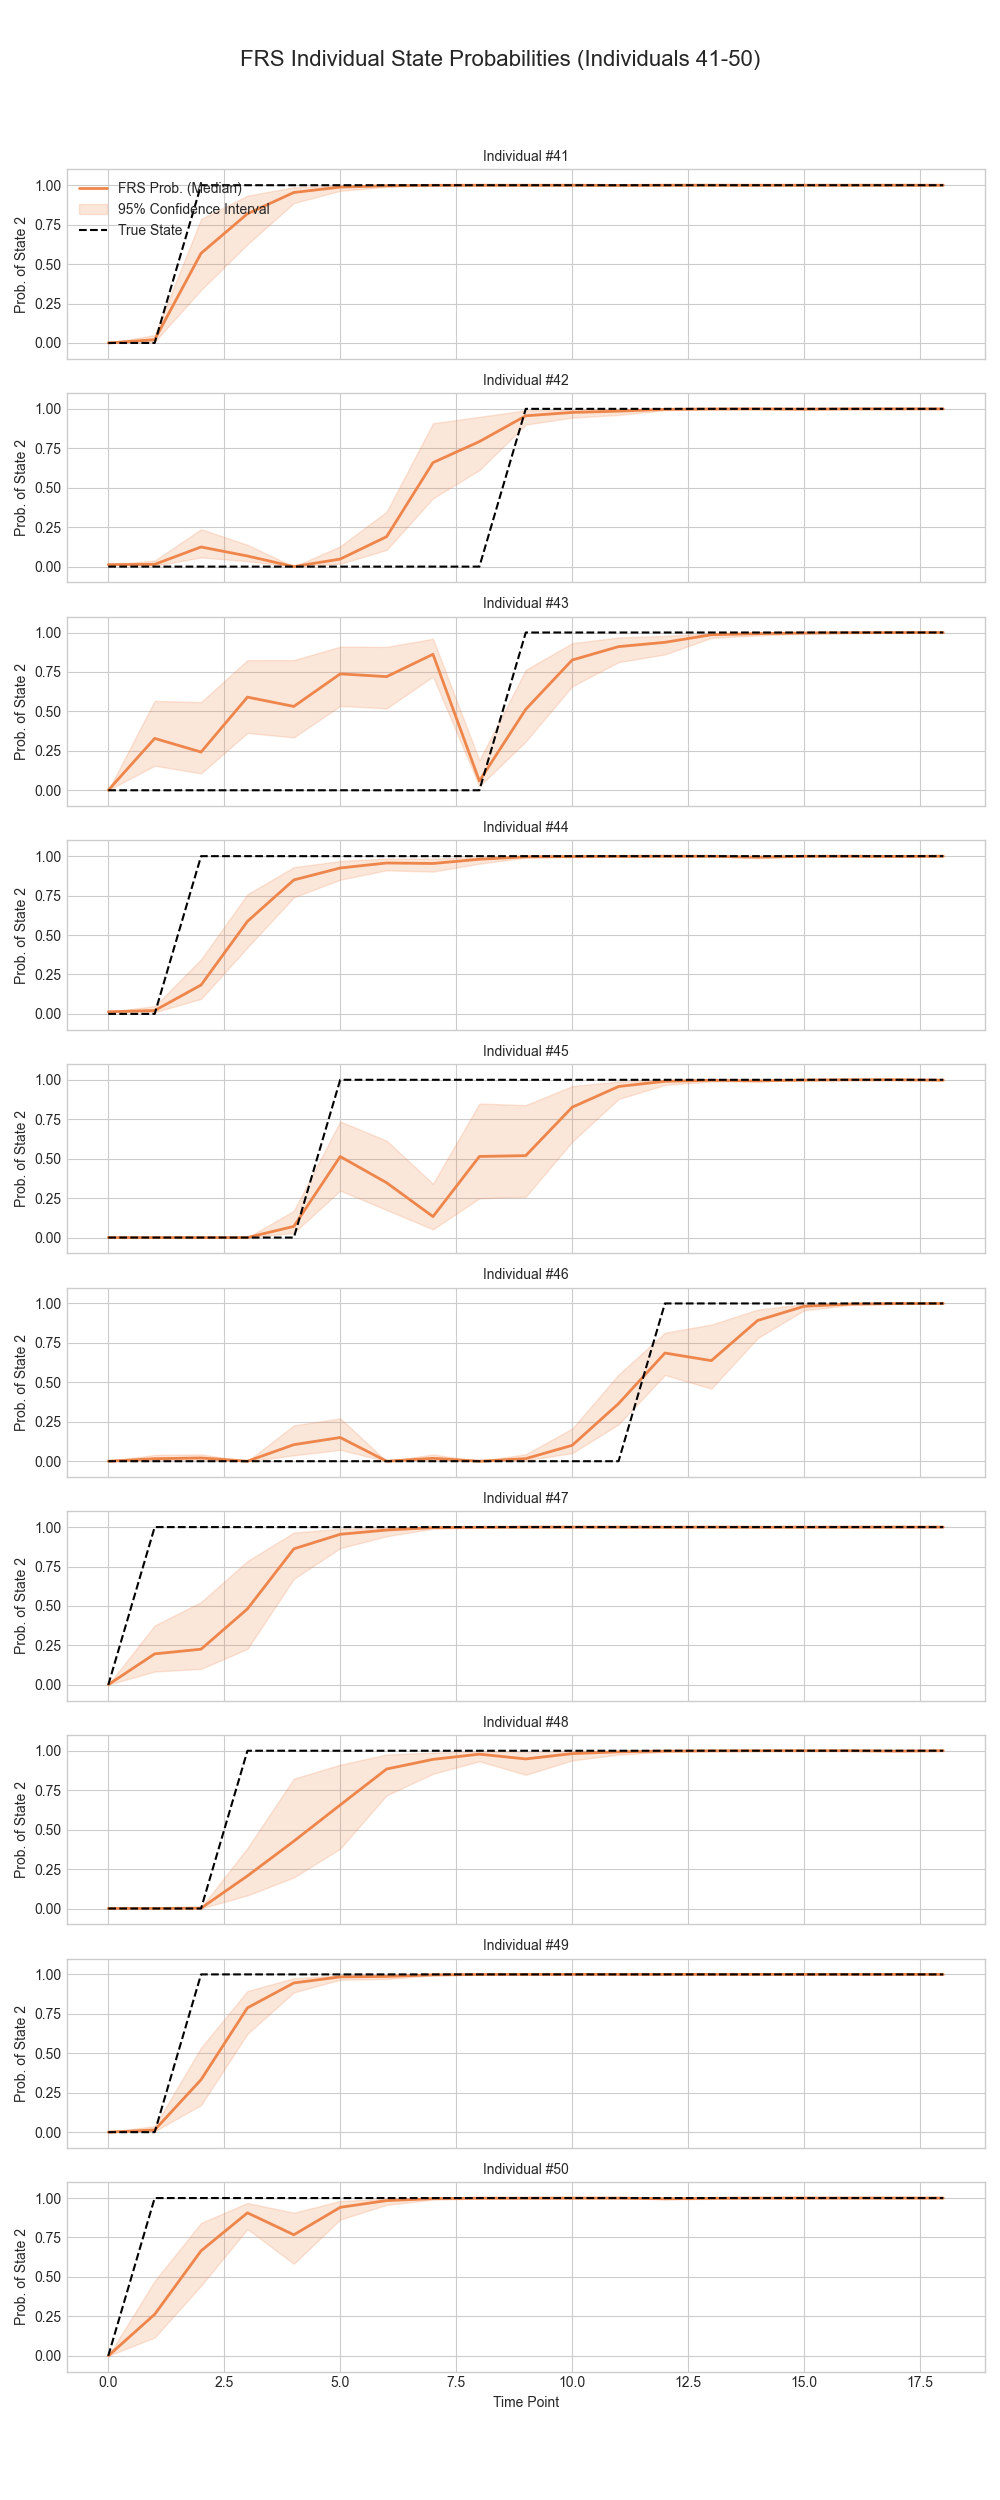 FRS Individual State Probabilities (Individuals 41-50)
Individual #41
FRS Prob. (Median)
95% Confidence Interval
True State
Prob. of State 2
1.00
0.75
0.50
0.25
0.00
Individual #42
Prob. of State 2
1.00
0.75
0.50
0.25
0.00
Individual #43
Prob. of State 2
1.00
0.75
0.50
0.25
0.00
Individual #44
Prob. of State 2
1.00
0.75
0.50
0.25
0.00
Individual #45
Prob. of State 2
1.00
0.75
0.50
0.25
0.00
Individual #46
Prob. of State 2
1.00
0.75
0.50
0.25
0.00
Individual #47
Prob. of State 2
1.00
0.75
0.50
0.25
0.00
Individual #48
Prob. of State 2
1.00
0.75
0.50
0.25
0.00
Individual #49
Prob. of State 2
1.00
0.75
0.50
0.25
0.00
Individual #50
Prob. of State 2
1.00
0.75
0.50
0.25
0.00
0.0 2.5 5.0 7.5 10.0 12.5 15.0 17.5
Time Point